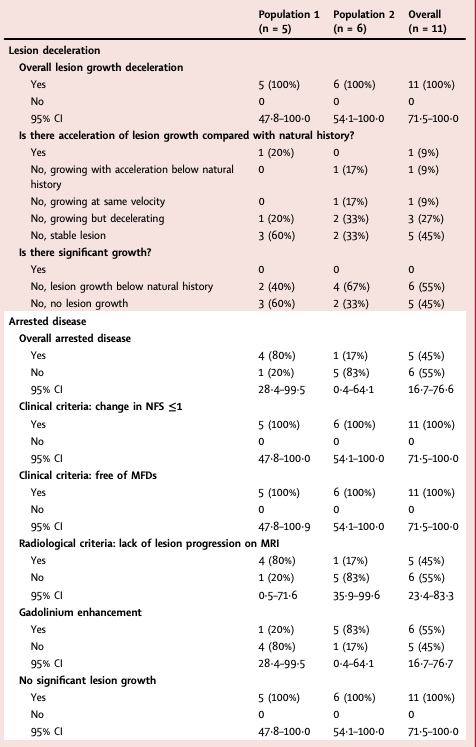 Population 1 Population 2 Overall
(n = 5) (n = 6) (n = 11)
Lesion deceleration
Overall lesion growth deceleration
Yes 5 (100%) 6 (100%) 11 (100%)
No 0 0 0
95% CI 47·8–100·0 54·1–100·0 71·5–100·0
Is there acceleration of lesion growth compared with natural history?
Yes 1 (20%) 0 1 (9%)
No, growing with acceleration below natural 0 1 (17%) 1 (9%)
history
No, growing at same velocity 0 1 (17%) 1 (9%)
No, growing but decelerating 1 (20%) 2 (33%) 3 (27%)
No, stable lesion 3 (60%) 2 (33%) 5 (45%)
Is there significant growth?
Yes 0 0 0
No, lesion growth below natural history 2 (40%) 4 (67%) 6 (55%)
No, no lesion growth 3 (60%) 2 (33%) 5 (45%)
Arrested disease
Overall arrested disease
Yes 4 (80%) 1 (17%) 5 (45%)
No 1 (20%) 5 (83%) 6 (55%)
95% CI 28·4–99·5 0·4–64·1 16·7–76·6
Clinical criteria: change in NFS ≤1
Yes 5 (100%) 6 (100%) 11 (100%)
No 0 0 0
95% CI 47·8–100·0 54·1–100·0 71·5–100·0
Clinical criteria: free of MFDs
Yes 5 (100%) 6 (100%) 11 (100%)
No 0 0 0
95% CI 47·8–100·9 54·1–100·0 71·5–100·0
Radiological criteria: lack of lesion progression on MRI
Yes 4 (80%) 1 (17%) 5 (45%)
No 1 (20%) 5 (83%) 6 (55%)
95% CI 0·5–71·6 35·9–99·6 23·4–83·3
Gadolinium enhancement
Yes 1 (20%) 5 (83%) 6 (55%)
No 4 (80%) 1 (17%) 5 (45%)
95% CI 28·4–99·5 0·4–64·1 16·7–76·7
No significant lesion growth
Yes 5 (100%) 6 (100%) 11 (100%)
No 0 0 0
95% CI 47·8–100·0 54·1–100·0 71·5–100·0